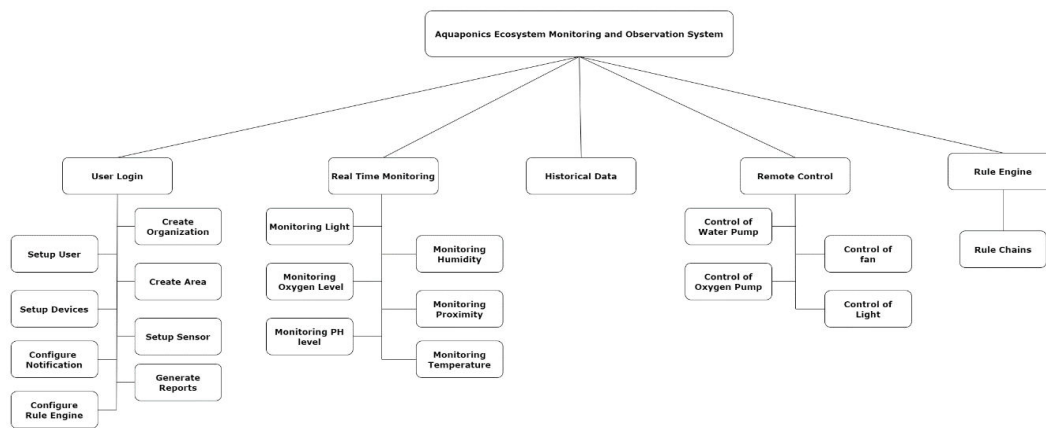 Aquaponics Ecosystem Monitoring and Observation System
User Login
Real Time Monitoring
Historical Data
Remote Control
Rule Engine
Create
Organization
Setup User
Create Area
Setup Devices
Setup Sensor
Configure
Notification
Generate
Reports
Configure
Rule Engine
Monitoring Light
Monitoring
Humidity
Monitoring
Oxygen Level
Monitoring
Proximity
Monitoring PH
level
Monitoring
Temperature
Control of
Water Pump
Control of
fan
Control of
Oxygen Pump
Control of
Light
Rule Chains